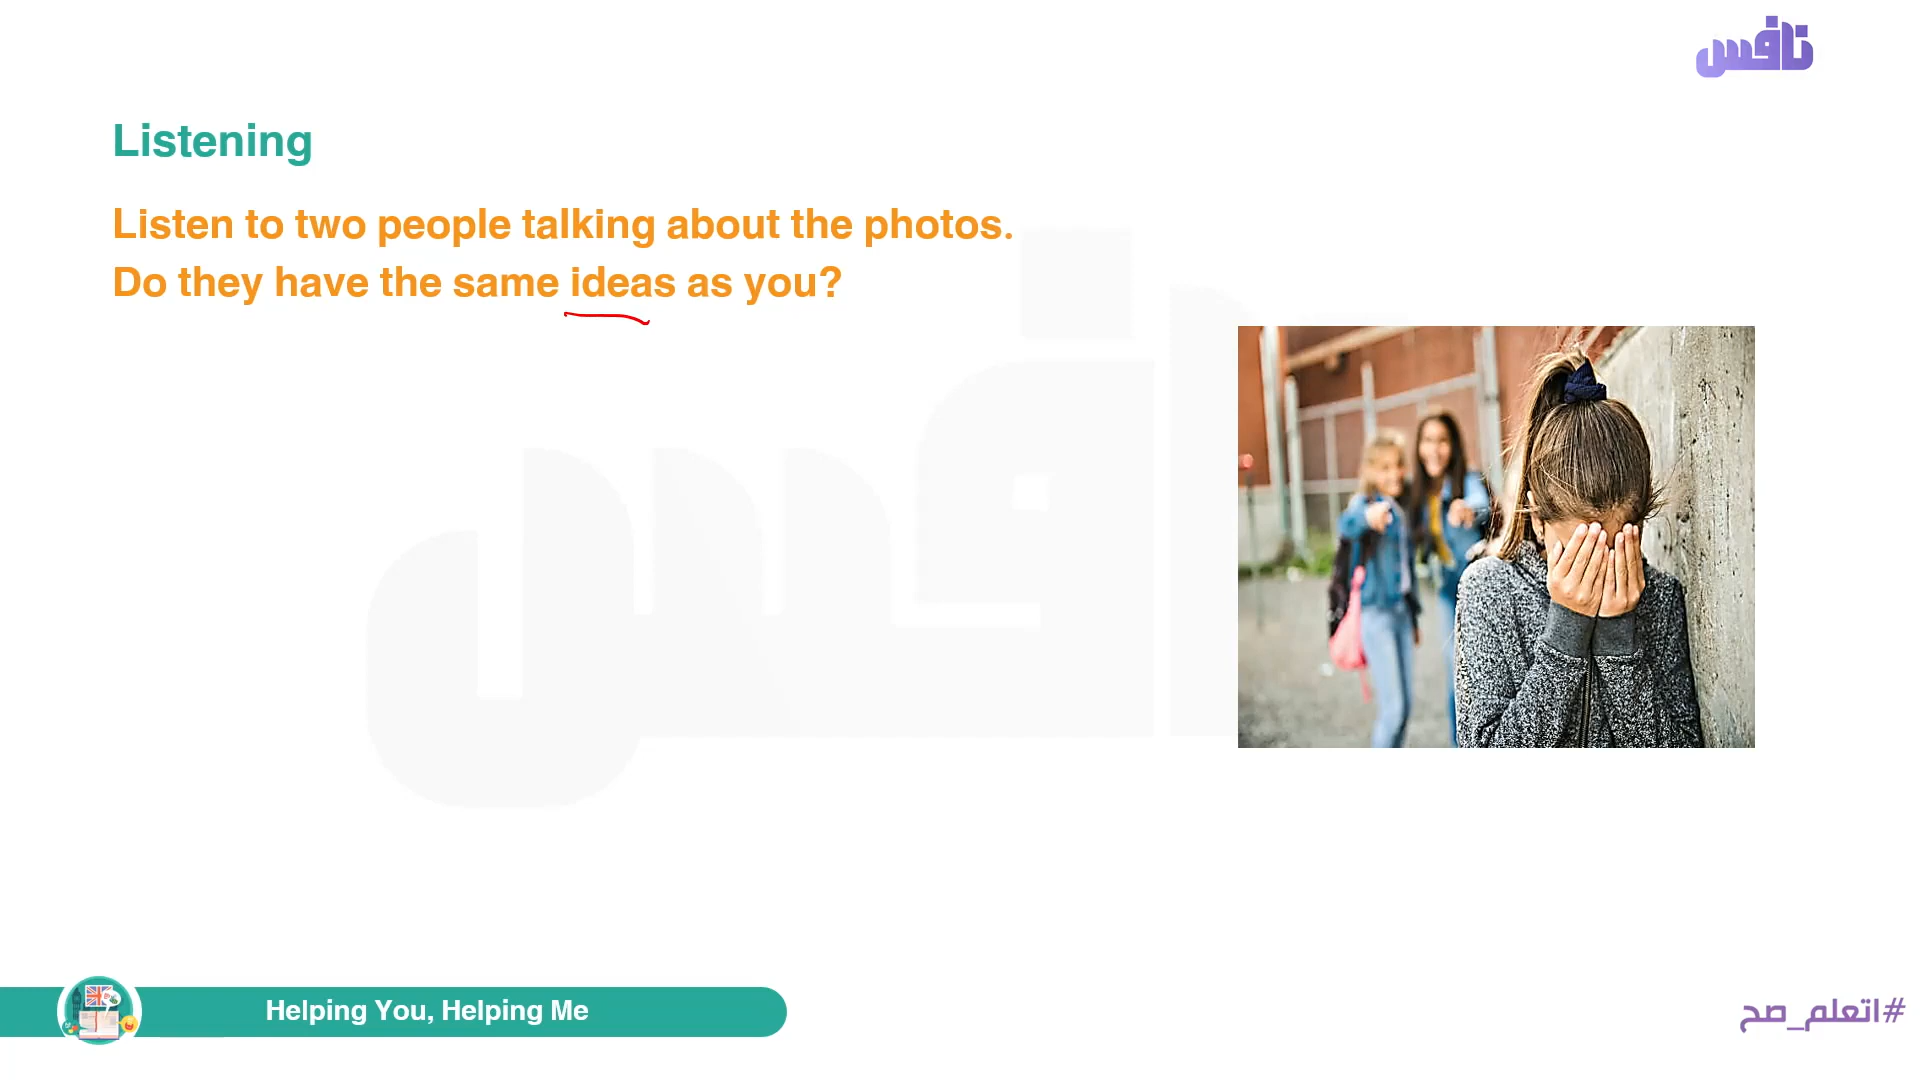 نافس
Listening
Listen to two people talking about the photos.
Do they have the same ideas as you?
Helping You, Helping Me
#اتعلم_صح